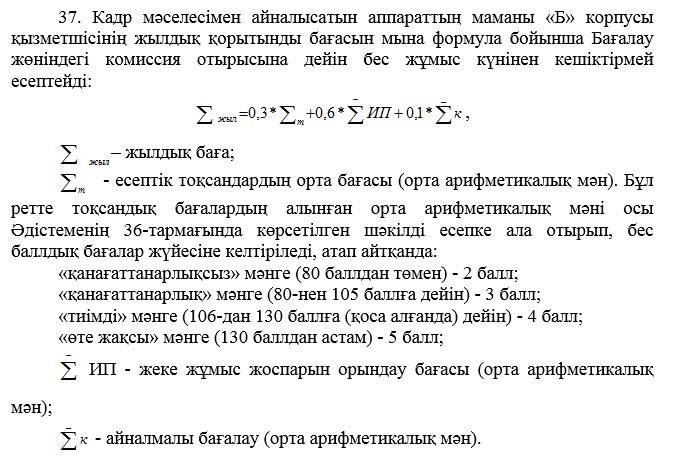 37. Кадр мәселесімен айналысатын аппараттың маманы «Б» корпусы
қызметшісінің жылдық қорытынды бағасын мына формула бойынша Бағалау
жөніндегі комиссия отырысына дейін бес жұмыс күнінен кешіктірмей
есептейді:
∑ жыл =0,3*∑ т +0,6*∑̄ ИП + 0,1*∑̄ к ,
∑ жыл – жылдық баға;
∑ т - есептік тоқсандардың орта бағасы (орта арифметикалық мән). Бұл
ретте тоқсандық бағалардың алынған орта арифметикалық мәні осы
Әдістеменің 36-тармағында көрсетілген шәкілді есепке ала отырып, бес
баллдық бағалар жүйесіне келтіріледі, атап айтқанда:
«қанағаттанарлықсыз» мәнге (80 баллдан төмен) - 2 балл;
«қанағаттанарлық» мәнге (80-нен 105 баллға дейін) - 3 балл;
«тиімді» мәнге (106-дан 130 баллға (қоса алғанда) дейін) - 4 балл;
«өте жақсы» мәнге (130 баллдан астам) - 5 балл;
∑̄ ИП - жеке жұмыс жоспарын орындау бағасы (орта арифметикалық
мән);
∑̄ к - айналмалы бағалау (орта арифметикалық мән).